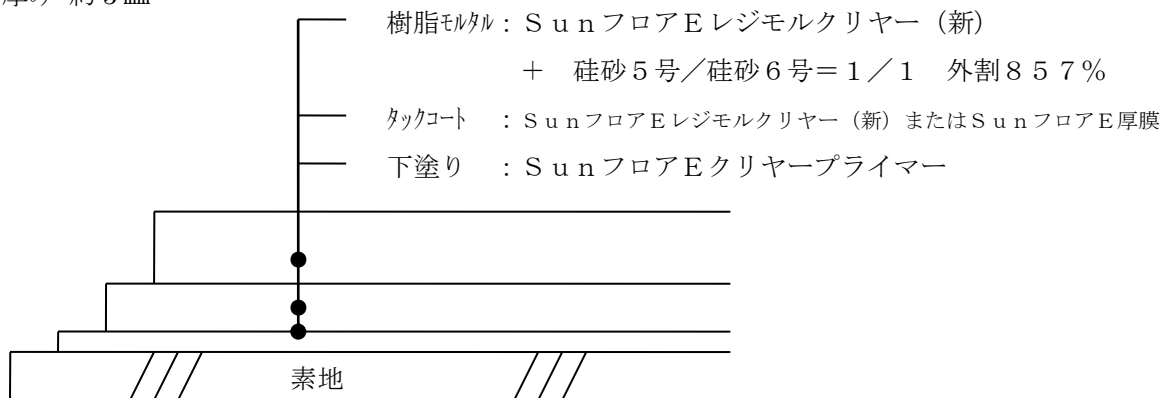 樹脂ﾓﾙﾀﾙ：ＳｕｎフロアＥレジモルクリヤー（新）
＋　硅砂５号／硅砂６号＝１／１　外割８５７％
ﾀｯｸｺｰﾄ　：ＳｕｎフロアＥレジモルクリヤー（新）またはＳｕｎフロアＥ厚膜
下塗り　：ＳｕｎフロアＥクリヤープライマー
素地